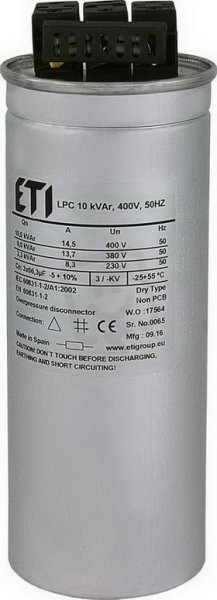 ETI
LPC 10 kVAr, 400V, 50HZ
Qn A Un Hz
10,0 kVAr 14,5 400 V 50
9,0 kVAr 13,7 380 V 50
3,3 kVAr 8,3 230 V 50
Cn: 3x66,3µF -5 + 10% 3 / -KV -25+55 °C
IEC 60831-1-2/A1:2002 Dry Type
EN 60831-1-2 Non PCB
Overpressure disconnector W.O :17564
Sr. No.0065
Made in Spain Mfg : 09.16
www.etigroup.eu
CAUTION! DON'T TOUCH BEFORE DISCHARGING.
EARTHING AND SHORT CIRCUITING!